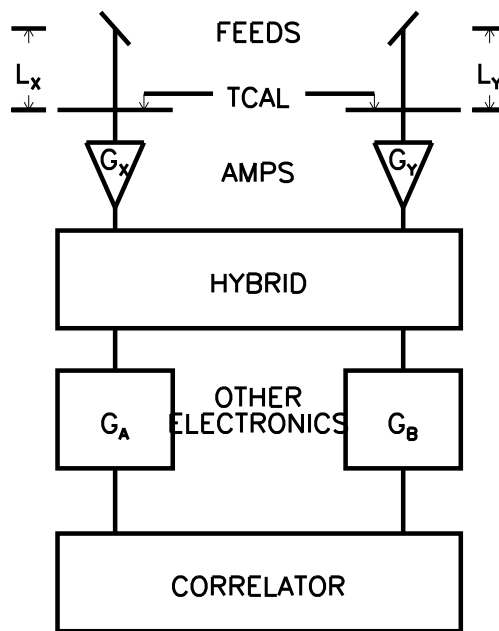 FEEDS
Lx Ly
TCAL
Gx Gy
AMPS
HYBRID
OTHER
ELECTRONICS
GA GB
CORRELATOR